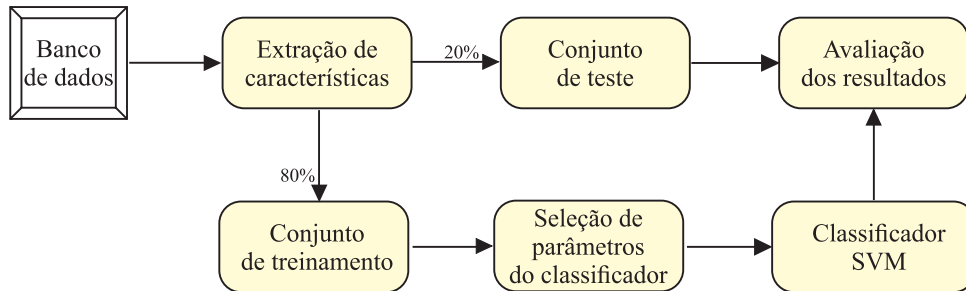 Banco
de dados
Extração de
características
20%
Conjunto
de teste
Avaliação
dos resultados
80%
Conjunto
de treinamento
Seleção de
parâmetros
do classificador
Classificador
SVM